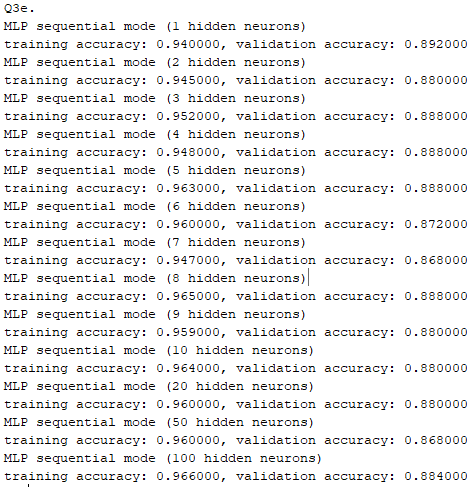 Q3e.
MLP sequential mode (1 hidden neurons)
training accuracy: 0.940000, validation accuracy: 0.892000
MLP sequential mode (2 hidden neurons)
training accuracy: 0.945000, validation accuracy: 0.880000
MLP sequential mode (3 hidden neurons)
training accuracy: 0.952000, validation accuracy: 0.888000
MLP sequential mode (4 hidden neurons)
training accuracy: 0.948000, validation accuracy: 0.888000
MLP sequential mode (5 hidden neurons)
training accuracy: 0.963000, validation accuracy: 0.888000
MLP sequential mode (6 hidden neurons)
training accuracy: 0.960000, validation accuracy: 0.872000
MLP sequential mode (7 hidden neurons)
training accuracy: 0.947000, validation accuracy: 0.868000
MLP sequential mode (8 hidden neurons)
training accuracy: 0.965000, validation accuracy: 0.888000
MLP sequential mode (9 hidden neurons)
training accuracy: 0.959000, validation accuracy: 0.880000
MLP sequential mode (10 hidden neurons)
training accuracy: 0.964000, validation accuracy: 0.880000
MLP sequential mode (20 hidden neurons)
training accuracy: 0.960000, validation accuracy: 0.880000
MLP sequential mode (50 hidden neurons)
training accuracy: 0.960000, validation accuracy: 0.868000
MLP sequential mode (100 hidden neurons)
training accuracy: 0.966000, validation accuracy: 0.884000